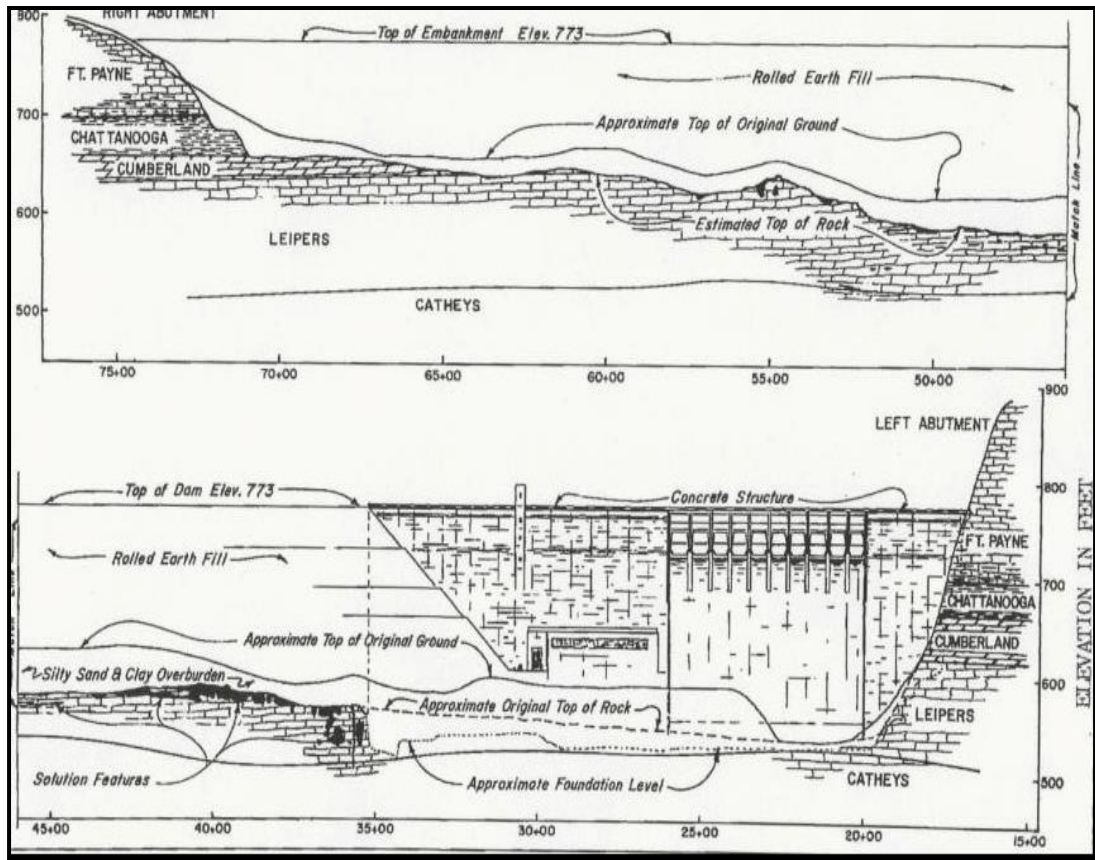 RIGHT ABUTMENT
800
Top of Embankment Elev. 773
FT. PAYNE
Rolled Earth Fill
700
Approximate Top of Original Ground
CHATTANOOGA
CUMBERLAND
Match Line
600
Estimated Top of Rock
LEIPERS
500
CATHEYS
75+00 70+00 65+00 60+00 55+00 50+00
900
LEFT ABUTMENT
Top of Dam Elev. 773
Concrete Structure
800
Rolled Earth Fill
FT. PAYNE
700
CHATTANOOGA
Approximate Top of Original Ground
CUMBERLAND
Silty Sand & Clay Overburden
600
Approximate Original Top of Rock
LEIPERS
Solution Features
Approximate Foundation Level
CATHEYS
500
ELEVATION IN FEET
45+00 40+00 35+00 30+00 25+00 20+00 15+00